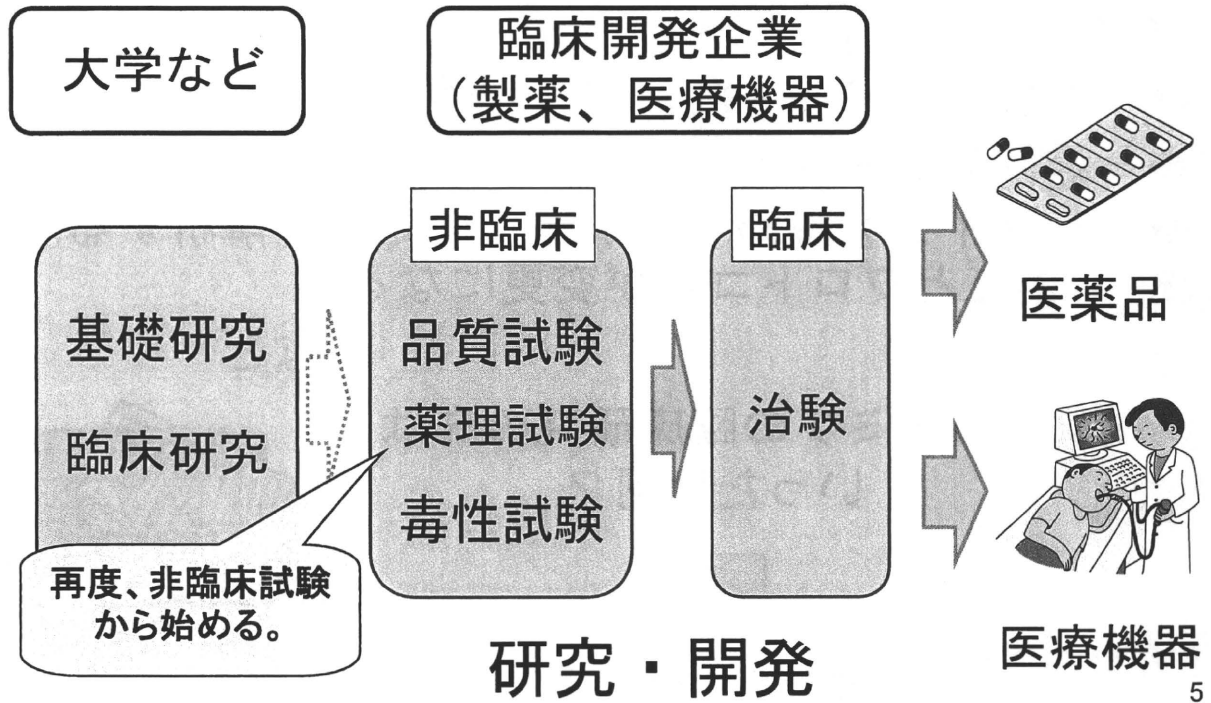 大学など
臨床開発企業
（製薬、医療機器）
基礎研究
臨床研究
非臨床
品質試験
薬理試験
毒性試験
臨床
治験
医薬品
医療機器
再度、非臨床試験
から始める。
研究・開発
5